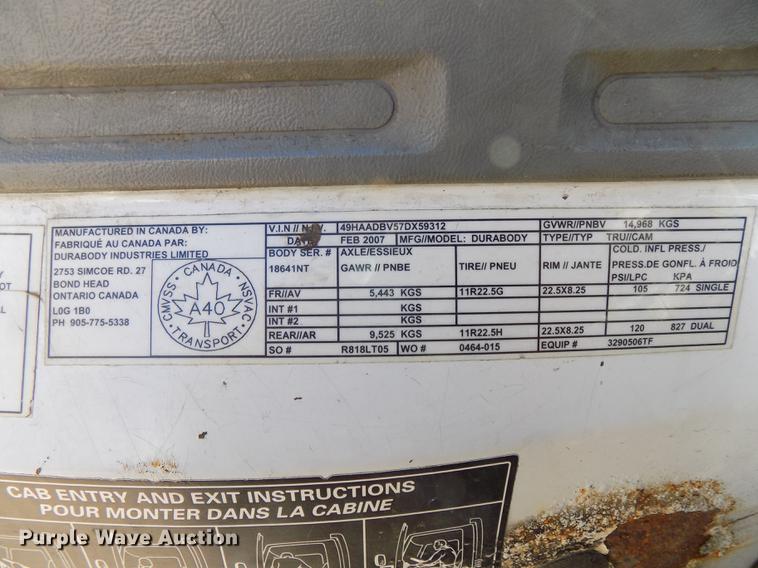 MANUFACTURED IN CANADA BY:
FABRIQUÉ AU CANADA PAR:
DURABODY INDUSTRIES LIMITED
2753 SIMCOE RD. 27
BOND HEAD
ONTARIO CANADA
L0G 1B0
PH 905-775-5338
CANADA
CMVSS
NSVAC
A40
TRANSPORT
V.I.N // N.I.V. 49HAADBV57DX59312 GVWR//PNBV 14,968 KGS
DATE FEB 2007 MFG//MODEL: DURABODY TYPE//TYP TRU//CAM
BODY SER. # AXLE/ESSIEUX COLD. INFL PRESS./
18641NT GAWR // PNBE TIRE// PNEU RIM // JANTE PRESS.DE GONFL. À FROID
PSI/LPC KPA
FR//AV 5,443 KGS 11R22.5G 22.5X8.25 105 724 SINGLE
INT #1 KGS
INT #2 KGS
REAR//AR 9,525 KGS 11R22.5H 22.5X8.25 120 827 DUAL
SO # R818LT05 WO # 0464-015 EQUIP # 3290506TF
OT
AL
CAB ENTRY AND EXIT INSTRUCTIONS
POUR MONTER DANS LA CABINE
Purple Wave Auction